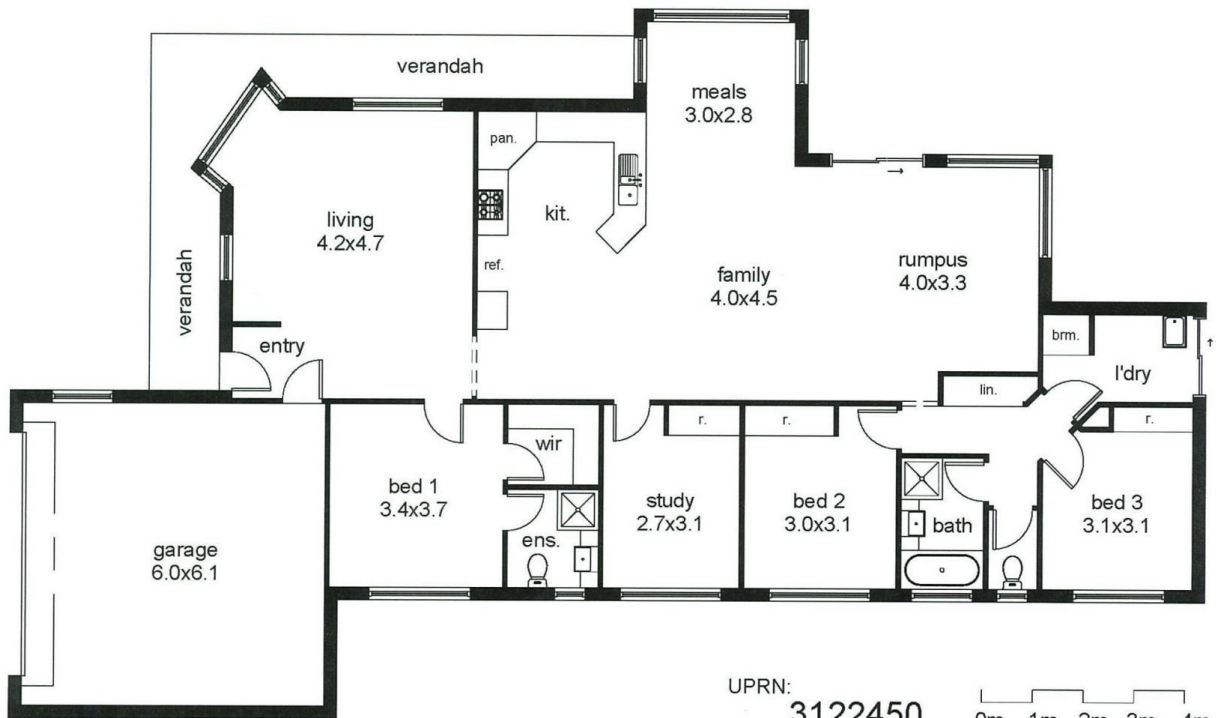 verandah
meals
3.0x2.8
pan.
living
4.2x4.7
kit.
verandah
ref.
family
4.0x4.5
rumpus
4.0x3.3
entry
brm.
l'dry
lin.
r.
r.
r.
wir
bed 1
3.4x3.7
study
2.7x3.1
bed 2
3.0x3.1
bath
bed 3
3.1x3.1
ens.
garage
6.0x6.1
UPRN:
3122450
0m 1m 2m 3m 4m